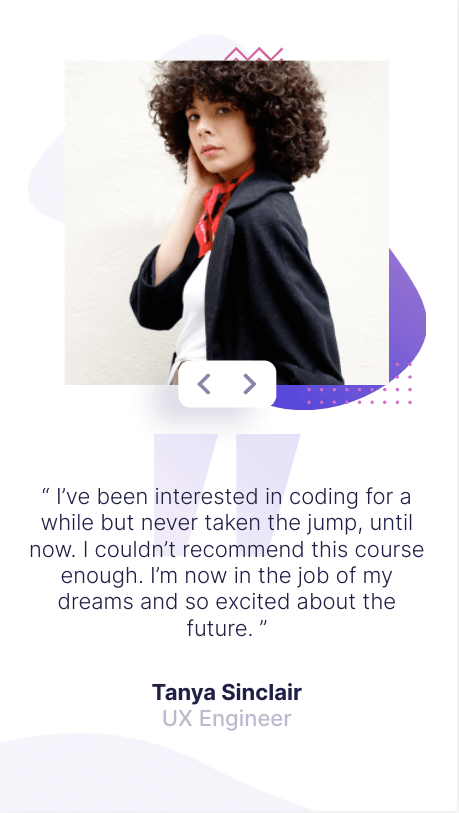 “ I’ve been interested in coding for a
while but never taken the jump, until
now. I couldn’t recommend this course
enough. I’m now in the job of my
dreams and so excited about the
future. ”
Tanya Sinclair
UX Engineer